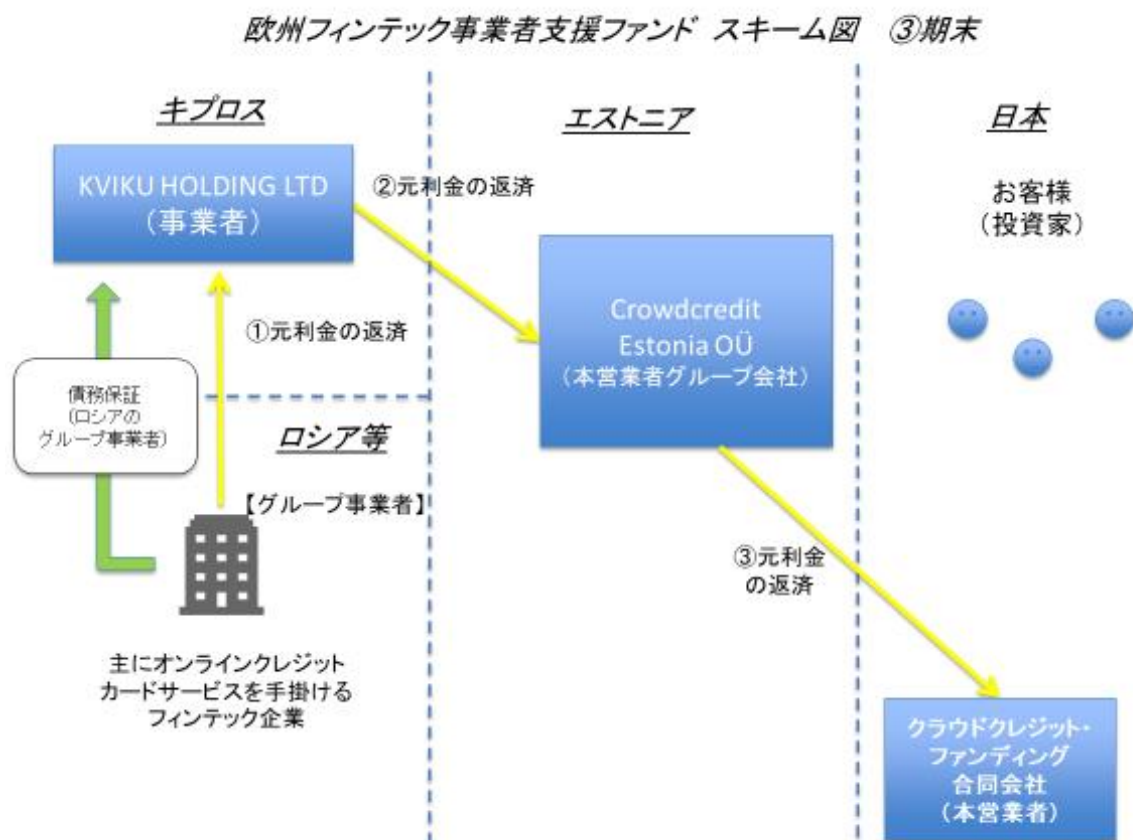 欧州フィンテック事業者支援ファンド スキーム図　③期末
キプロス
エストニア
日本
KVIKU HOLDING LTD
（事業者）
②元利金の返済
お客様
（投資家）
Crowdcredit
Estonia OÜ
（本営業者グループ会社）
①元利金の返済
債務保証
(ロシアの
グループ事業者)
ロシア等
【グループ事業者】
③元利金
の返済
主にオンラインクレジット
カードサービスを手掛ける
フィンテック企業
クラウドクレジット・
ファンディング
合同会社
（本営業者）